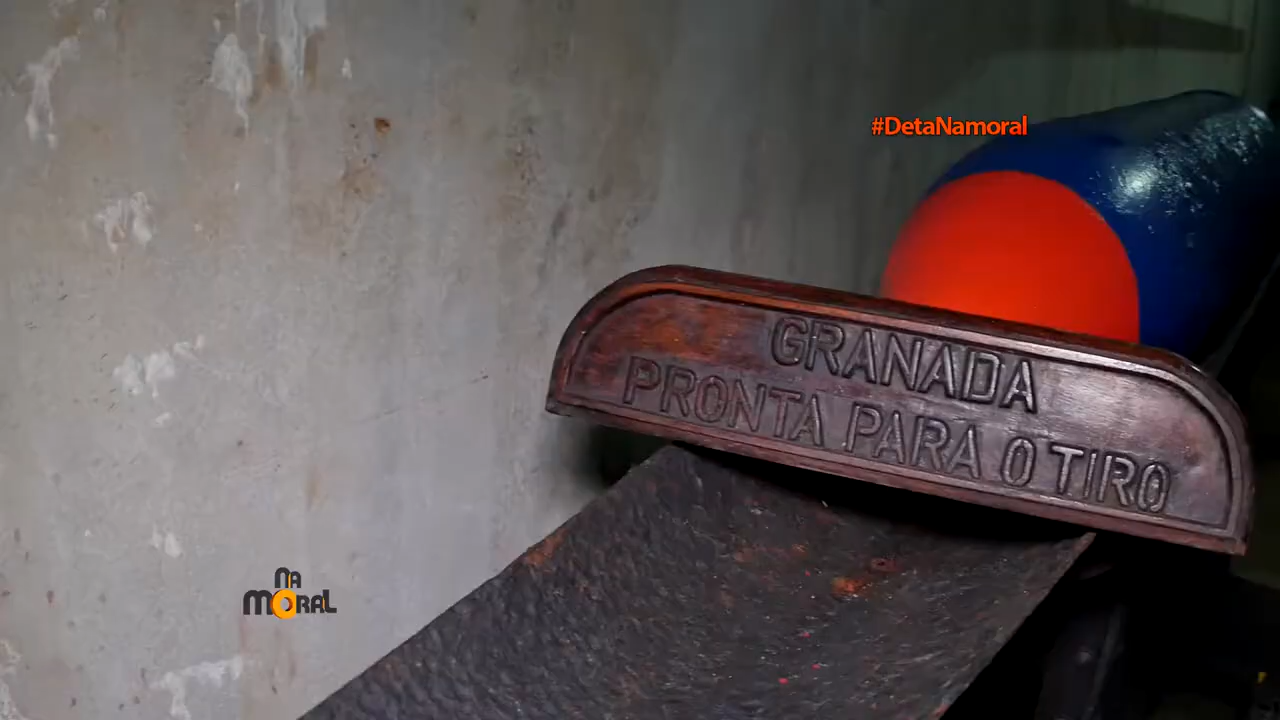 #DetaNamoral
GRANADA
PRONTA PARA O TIRO
NA
MORAL